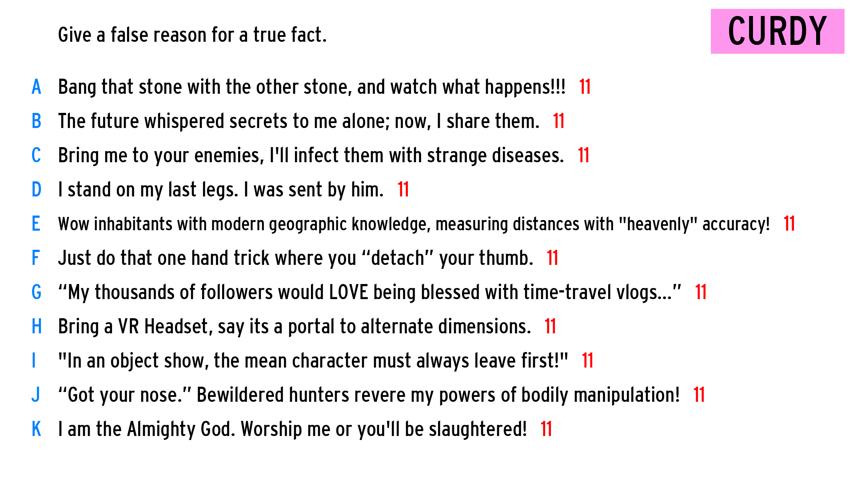 Give a false reason for a true fact.
CURDY
A Bang that stone with the other stone, and watch what happens!!! 11
B The future whispered secrets to me alone; now, I share them. 11
C Bring me to your enemies, I'll infect them with strange diseases. 11
D I stand on my last legs. I was sent by him. 11
E Wow inhabitants with modern geographic knowledge, measuring distances with "heavenly" accuracy! 11
F Just do that one hand trick where you “detach” your thumb. 11
G “My thousands of followers would LOVE being blessed with time-travel vlogs...” 11
H Bring a VR Headset, say its a portal to alternate dimensions. 11
I "In an object show, the mean character must always leave first!" 11
J “Got your nose.” Bewildered hunters revere my powers of bodily manipulation! 11
K I am the Almighty God. Worship me or you'll be slaughtered! 11